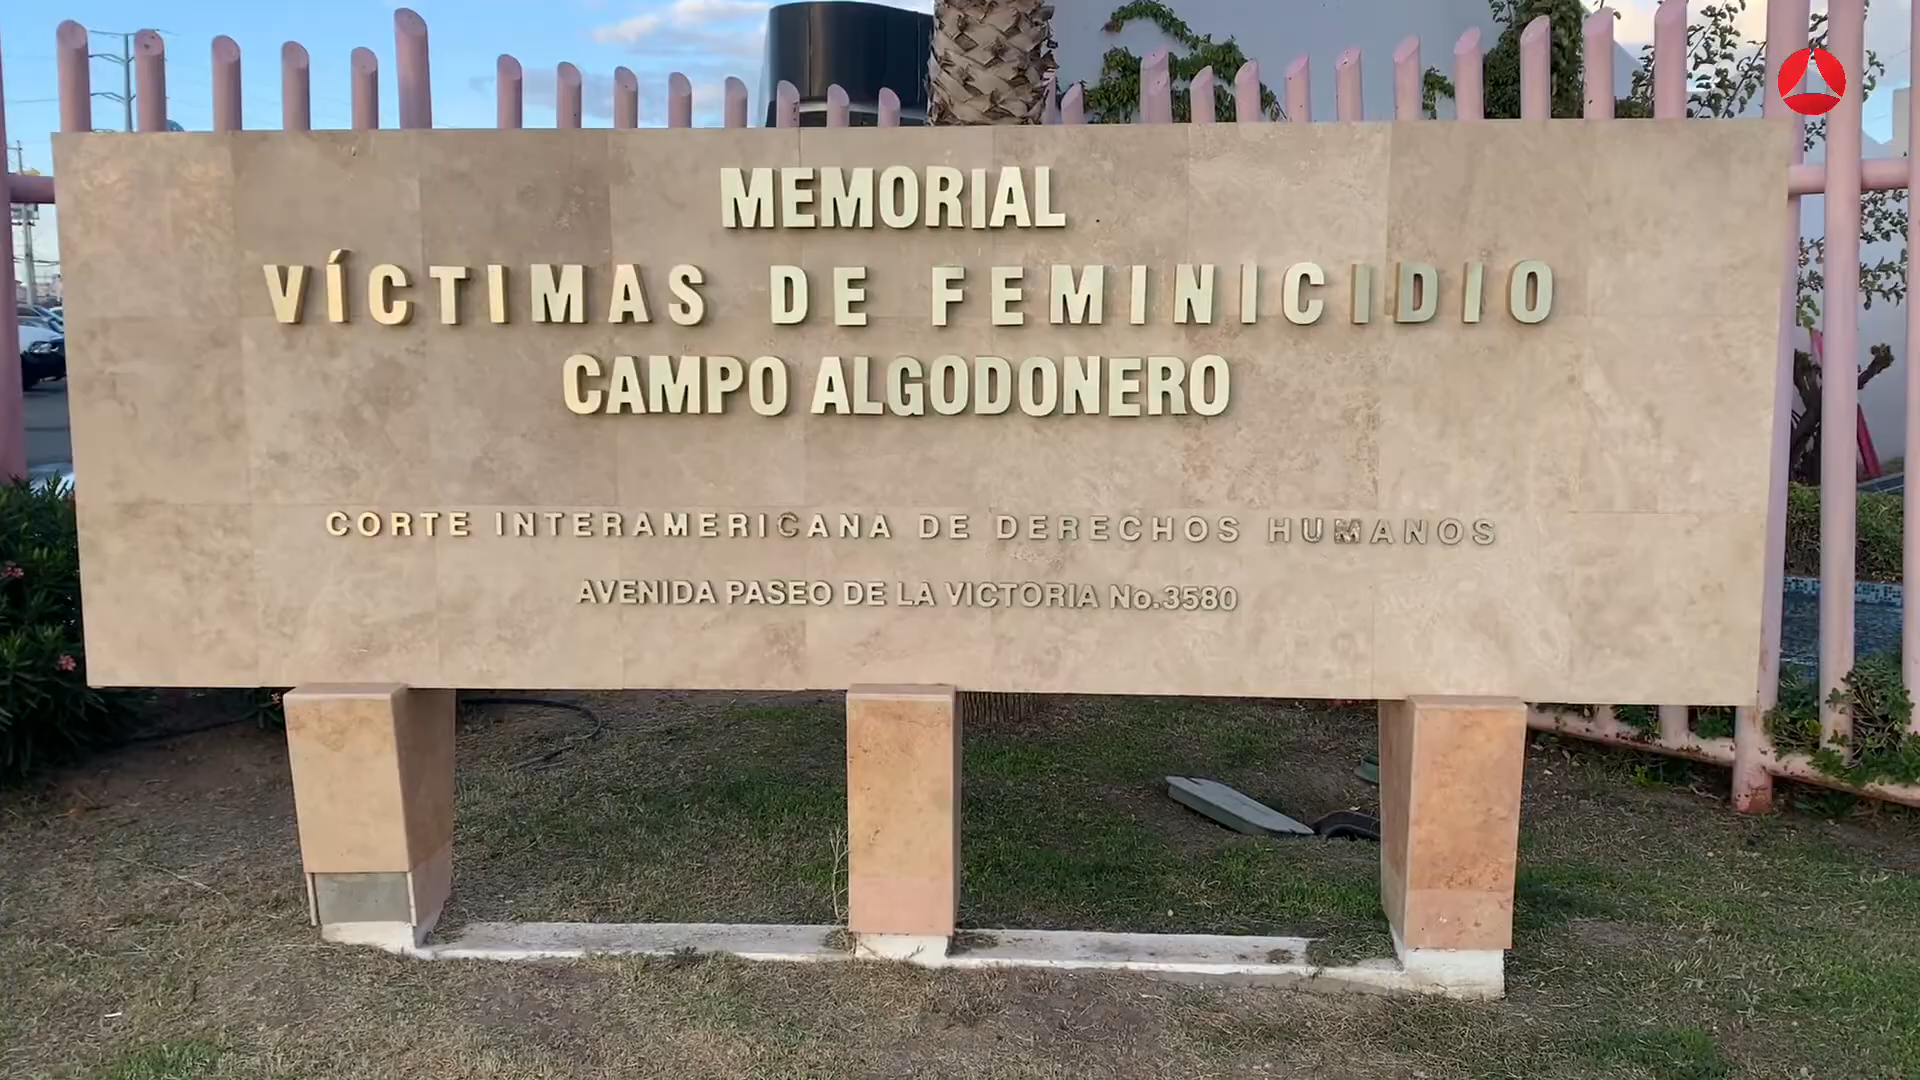 MEMORIAL
VÍCTIMAS DE FEMINICIDIO
CAMPO ALGODONERO
CORTE INTERAMERICANA DE DERECHOS HUMANOS
AVENIDA PASEO DE LA VICTORIA No.3580